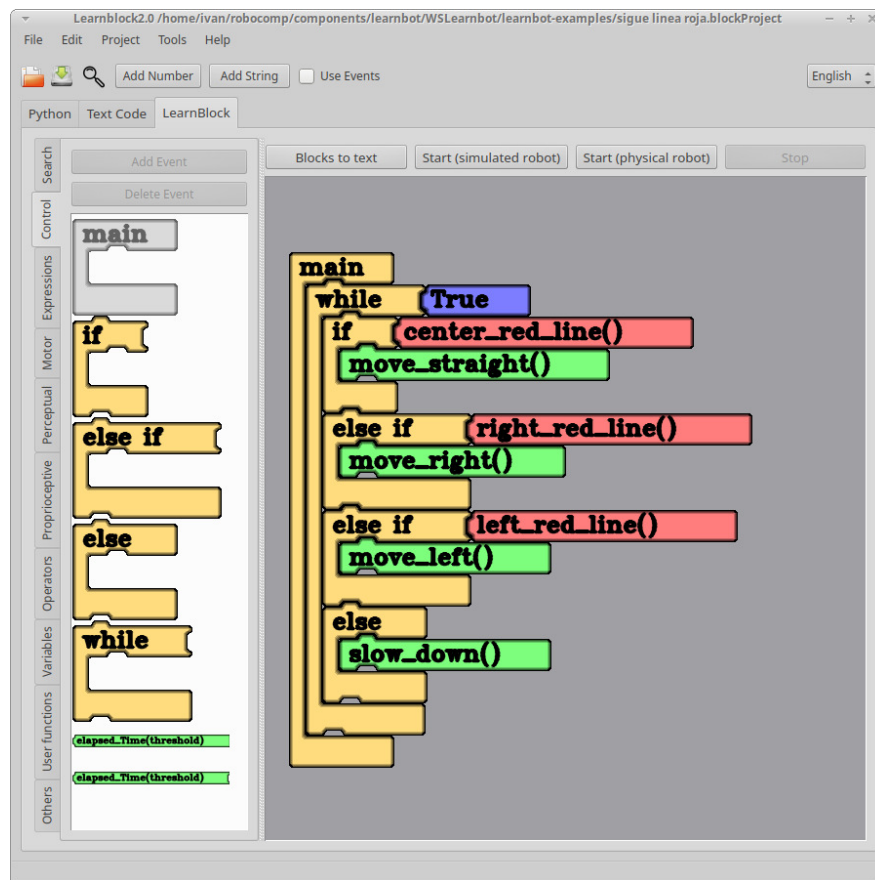 Learnblock2.0 /home/ivan/robocomp/components/learnbot/WSLearnbot/learnbot-examples/sigue linea roja.blockProject
File Edit Project Tools Help
Add Number Add String Use Events English
Python Text Code LearnBlock
Search
Control
Expressions
Motor
Perceptual
Proprioceptive
Operators
Variables
User functions
Others
Add Event
Delete Event
main
if
else if
else
while
elapsed_Time(threshold)
elapsed_Time(threshold)
Blocks to text Start (simulated robot) Start (physical robot) Stop
main
while True
if center_red_line()
move_straight()
else if right_red_line()
move_right()
else if left_red_line()
move_left()
else
slow_down()